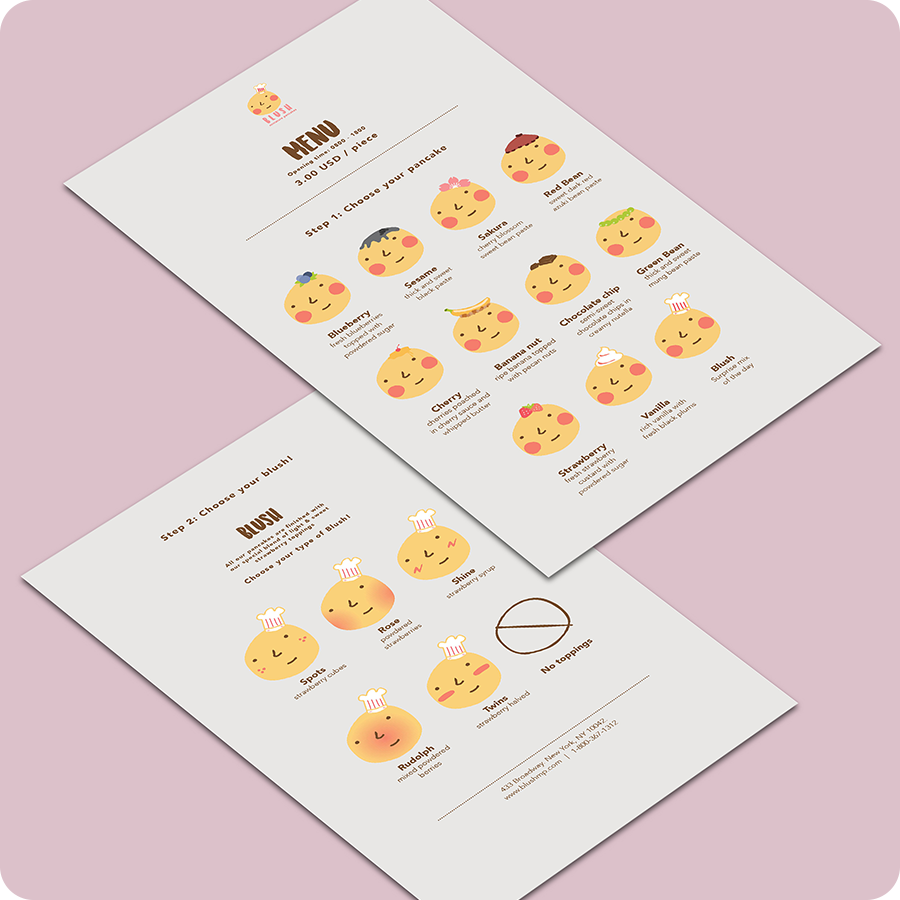 BLUSH
MENU
Opening time: 0800 - 1800
3.00 USD / piece
Step 1: Choose your pancake
Blueberry
fresh blueberries
topped with
powdered sugar
Sesame
thick and sweet
black paste
Sakura
cherry blossom
sweet bean paste
Red Bean
sweet dark red
azuki bean paste
Cherry
cherries poached
in cherry sauce and
whipped butter
Banana nut
ripe banana topped
with pecan nuts
Chocolate chip
semi-sweet
chocolate chips in
creamy nutella
Green Bean
thick and sweet
mung bean paste
Strawberry
fresh strawberry
custard with
powdered sugar
Vanilla
rich vanilla with
fresh black plums
Blush
Surprise mix
of the day
Step 2: Choose your blush!
BLUSH
All our pancakes are finished with
our special blend of light & sweet
strawberry toppings
Choose your type of Blush!
Spots
strawberry cubes
Rose
powdered
strawberries
Shine
strawberry syrup
Rudolph
mixed powdered
berries
Twins
strawberry halved
No toppings
433 Broadway, New York, NY 10042
www.blushmp.com | 1-800-367-1312